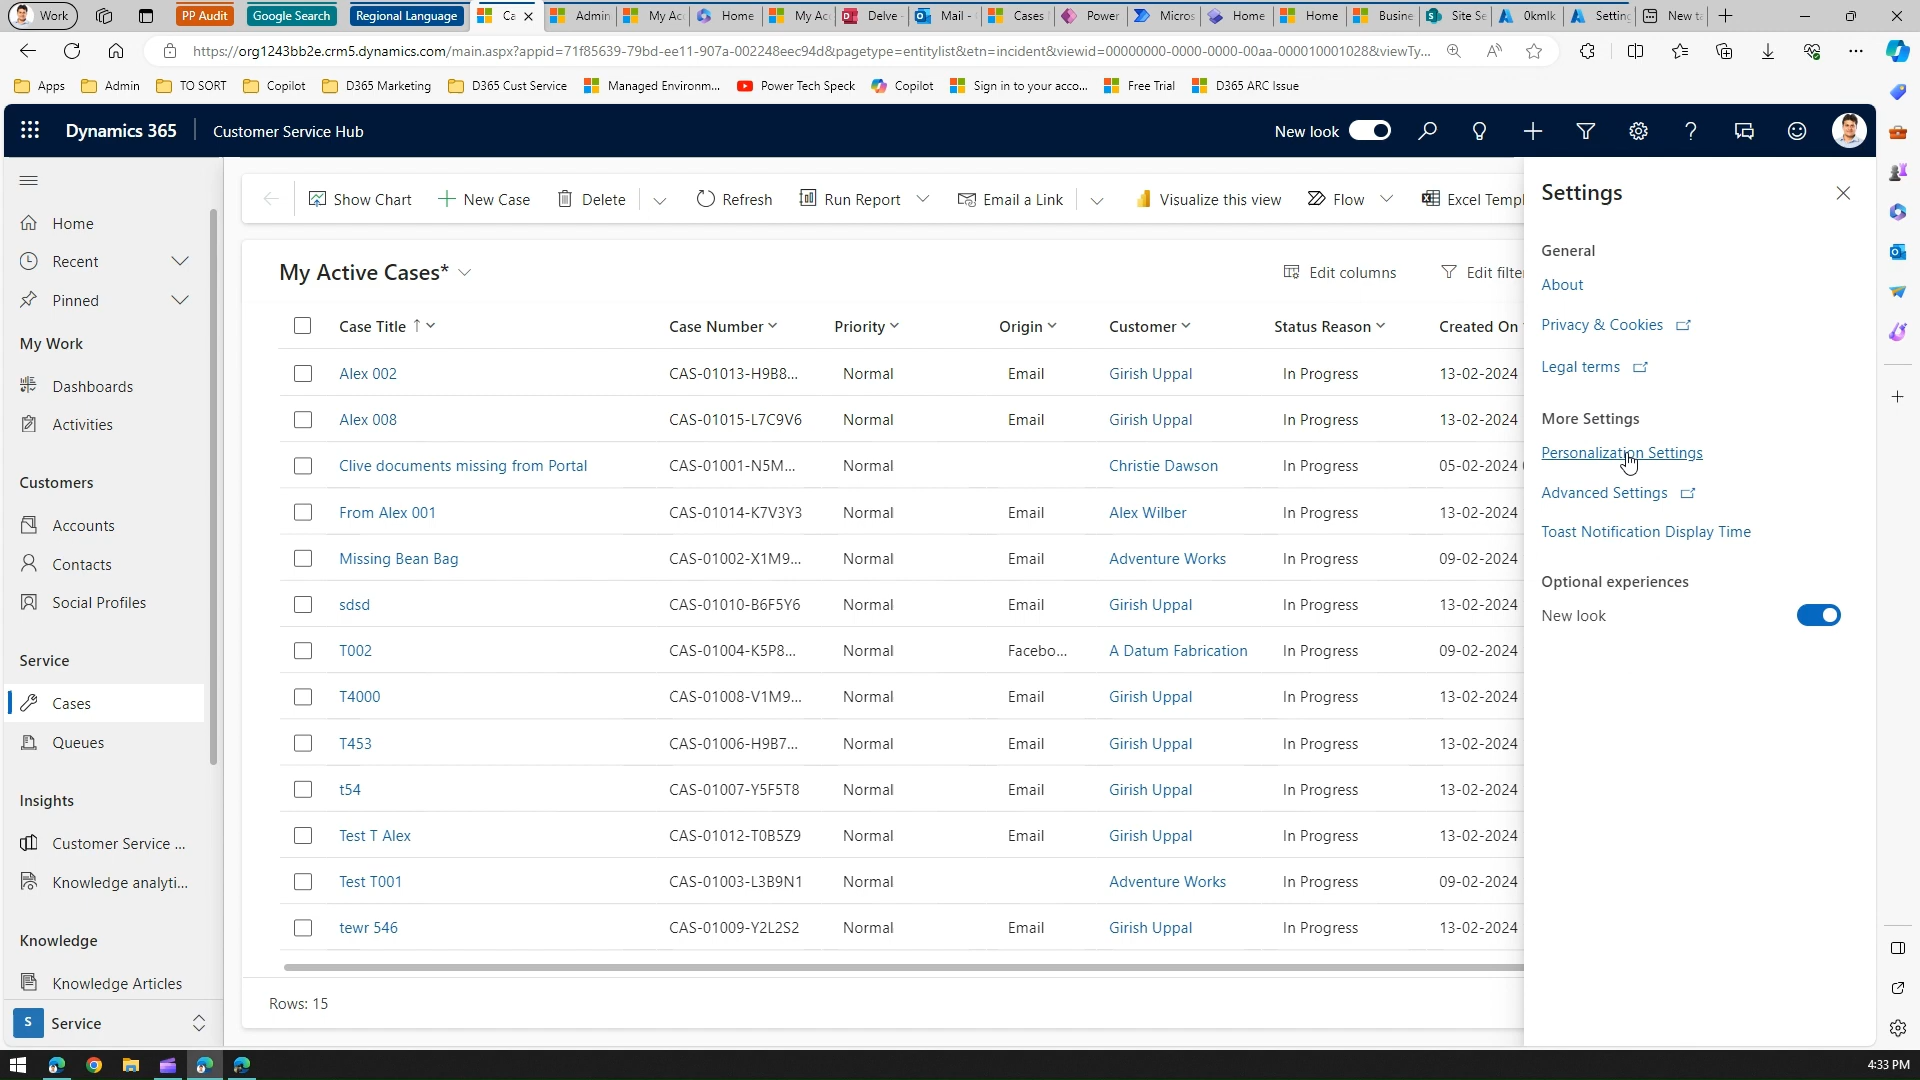 Work
PP Audit
Google Search
Regional Language
Ca
Admin
My Ac
Home
My Ac
Delve
Mail -
Cases
Power
Micros
Home
Home
Busine
Site Se
0kmlk
Setting
New ta
https://org1243bb2e.crm5.dynamics.com/main.aspx?appid=71f85639-79bd-ee11-907a-002248eec94d&pagetype=entitylist&etn=incident&viewid=00000000-0000-0000-00aa-000010001028&viewTy...
Apps
Admin
TO SORT
Copilot
D365 Marketing
D365 Cust Service
Managed Environm...
Power Tech Speck
Copilot
Sign in to your acco...
Free Trial
D365 ARC Issue
Dynamics 365
Customer Service Hub
New look
Show Chart
New Case
Delete
Refresh
Run Report
Email a Link
Visualize this view
Flow
Excel Templ
Home
Recent
Pinned
My Work
Dashboards
Activities
Customers
Accounts
Contacts
Social Profiles
Service
Cases
Queues
Insights
Customer Service ...
Knowledge analyti...
Knowledge
Knowledge Articles
S Service
My Active Cases*
Edit columns
Edit filte
Case Title ↑ Case Number Priority Origin Customer Status Reason Created On
Alex 002 CAS-01013-H9B8... Normal Email Girish Uppal In Progress 13-02-2024
Alex 008 CAS-01015-L7C9V6 Normal Email Girish Uppal In Progress 13-02-2024
Clive documents missing from Portal CAS-01001-N5M... Normal Christie Dawson In Progress 05-02-2024
From Alex 001 CAS-01014-K7V3Y3 Normal Email Alex Wilber In Progress 13-02-2024
Missing Bean Bag CAS-01002-X1M9... Normal Email Adventure Works In Progress 09-02-2024
sdsd CAS-01010-B6F5Y6 Normal Email Girish Uppal In Progress 13-02-2024
T002 CAS-01004-K5P8... Normal Facebo... A Datum Fabrication In Progress 09-02-2024
T4000 CAS-01008-V1M9... Normal Email Girish Uppal In Progress 13-02-2024
T453 CAS-01006-H9B7... Normal Email Girish Uppal In Progress 13-02-2024
t54 CAS-01007-Y5F5T8 Normal Email Girish Uppal In Progress 13-02-2024
Test T Alex CAS-01012-T0B5Z9 Normal Email Girish Uppal In Progress 13-02-2024
Test T001 CAS-01003-L3B9N1 Normal Adventure Works In Progress 09-02-2024
tewr 546 CAS-01009-Y2L2S2 Normal Email Girish Uppal In Progress 13-02-2024
Rows: 15
Settings
General
About
Privacy & Cookies
Legal terms
More Settings
Personalization Settings
Advanced Settings
Toast Notification Display Time
Optional experiences
New look
4:33 PM